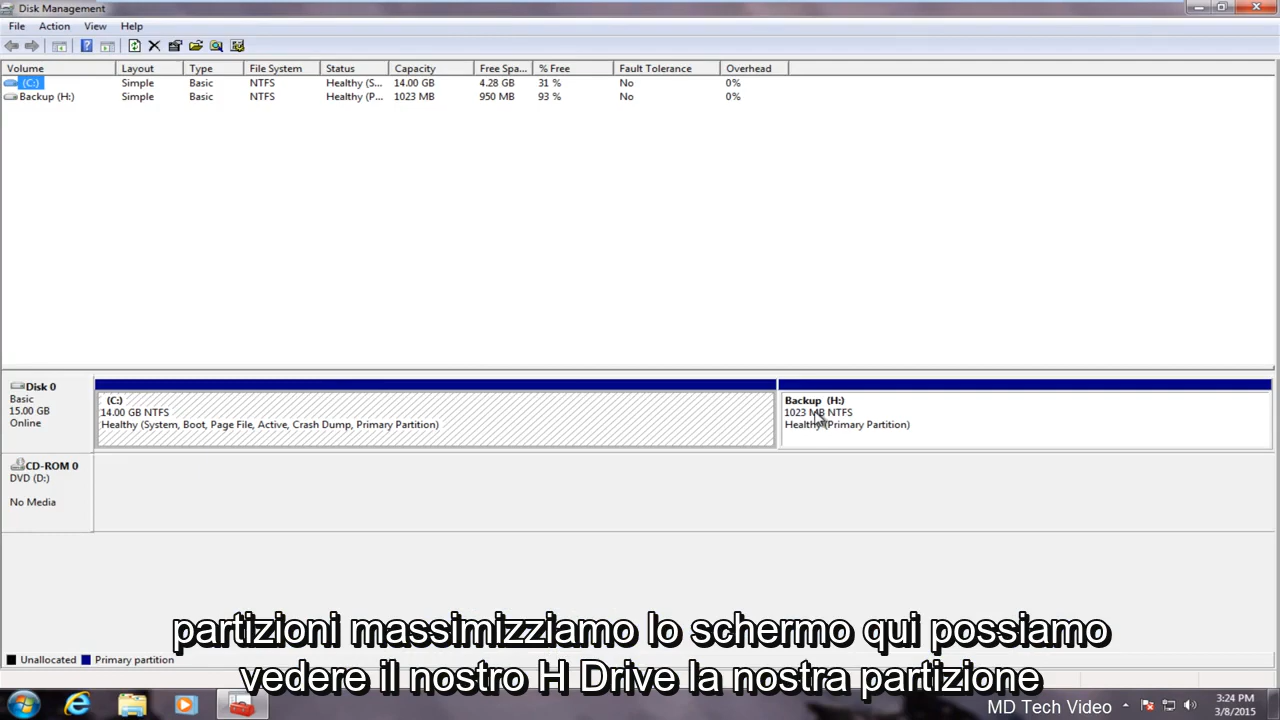 Disk Management
File Action View Help
Volume Layout Type File System Status Capacity Free Spa... % Free Fault Tolerance Overhead
(C:) Simple Basic NTFS Healthy (S... 14.00 GB 4.28 GB 31 % No 0%
Backup (H:) Simple Basic NTFS Healthy (P... 1023 MB 950 MB 93 % No 0%
Disk 0
Basic
15.00 GB
Online
(C:)
14.00 GB NTFS
Healthy (System, Boot, Page File, Active, Crash Dump, Primary Partition)
Backup (H:)
1023 MB NTFS
Healthy (Primary Partition)
CD-ROM 0
DVD (D:)
No Media
partizioni massimizziamo lo schermo qui possiamo
vedere il nostro H Drive la nostra partizione
Unallocated Primary partition
MD Tech Video
3:24 PM
3/8/2015